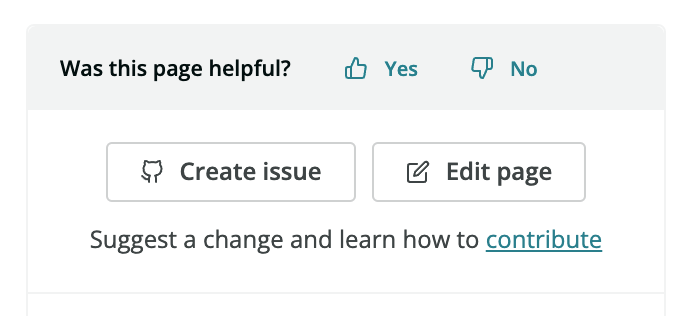 Was this page helpful? Yes No
Create issue Edit page
Suggest a change and learn how to contribute